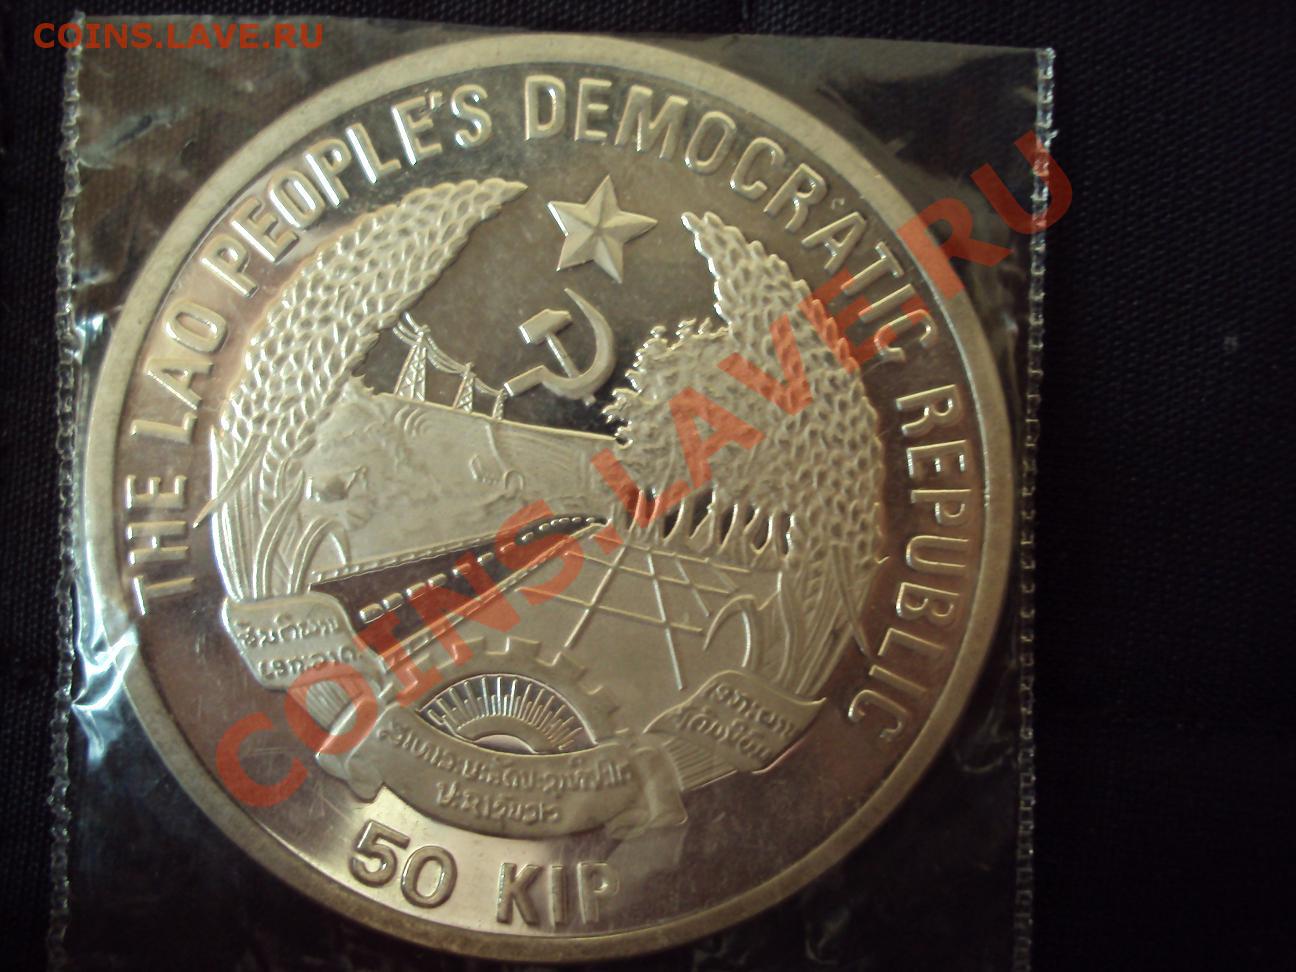 COINS.LAVE.RU
THE LAO PEOPLE'S DEMOCRATIC REPUBLIC
50 KIP
COINS.LAVE.RU